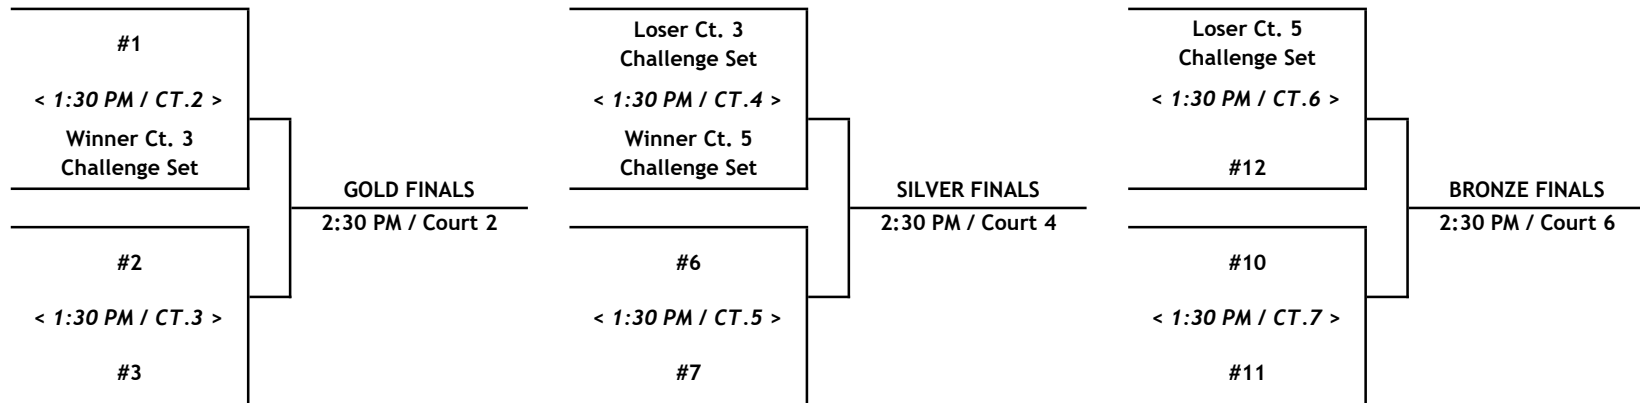 #1
< 1:30 PM / CT.2 >
Winner Ct. 3
Challenge Set
GOLD FINALS
2:30 PM / Court 2
#2
< 1:30 PM / CT.3 >
#3
Loser Ct. 3
Challenge Set
< 1:30 PM / CT.4 >
Winner Ct. 5
Challenge Set
SILVER FINALS
2:30 PM / Court 4
#6
< 1:30 PM / CT.5 >
#7
Loser Ct. 5
Challenge Set
< 1:30 PM / CT.6 >
#12
BRONZE FINALS
2:30 PM / Court 6
#10
< 1:30 PM / CT.7 >
#11